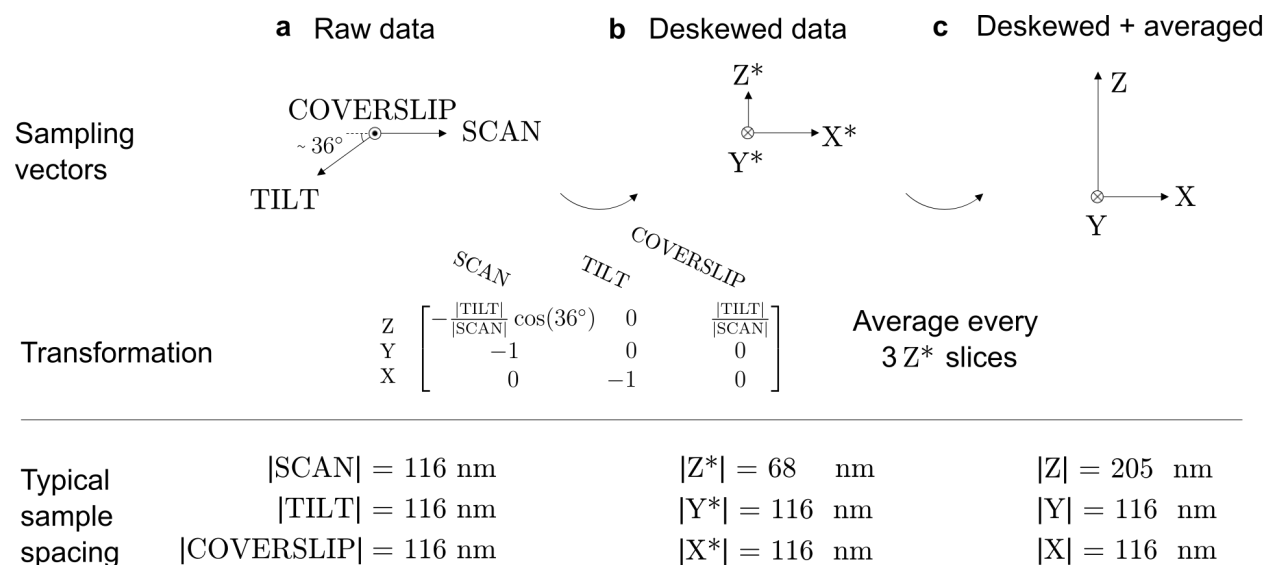 a Raw data
b Deskewed data
c Deskewed + averaged
Sampling
vectors
COVERSLIP
SCAN
~ 36°
TILT
Z*
X*
Y*
Z
X
Y
SCAN TILT COVERSLIP
Transformation
Z −|TILT|/|SCAN| cos(36°) 0 |TILT|/|SCAN|
Y −1 0 0
X 0 −1 0
Average every
3 Z* slices
Typical
sample
spacing
|SCAN| = 116 nm
|TILT| = 116 nm
|COVERSLIP| = 116 nm
|Z*| = 68 nm
|Y*| = 116 nm
|X*| = 116 nm
|Z| = 205 nm
|Y| = 116 nm
|X| = 116 nm